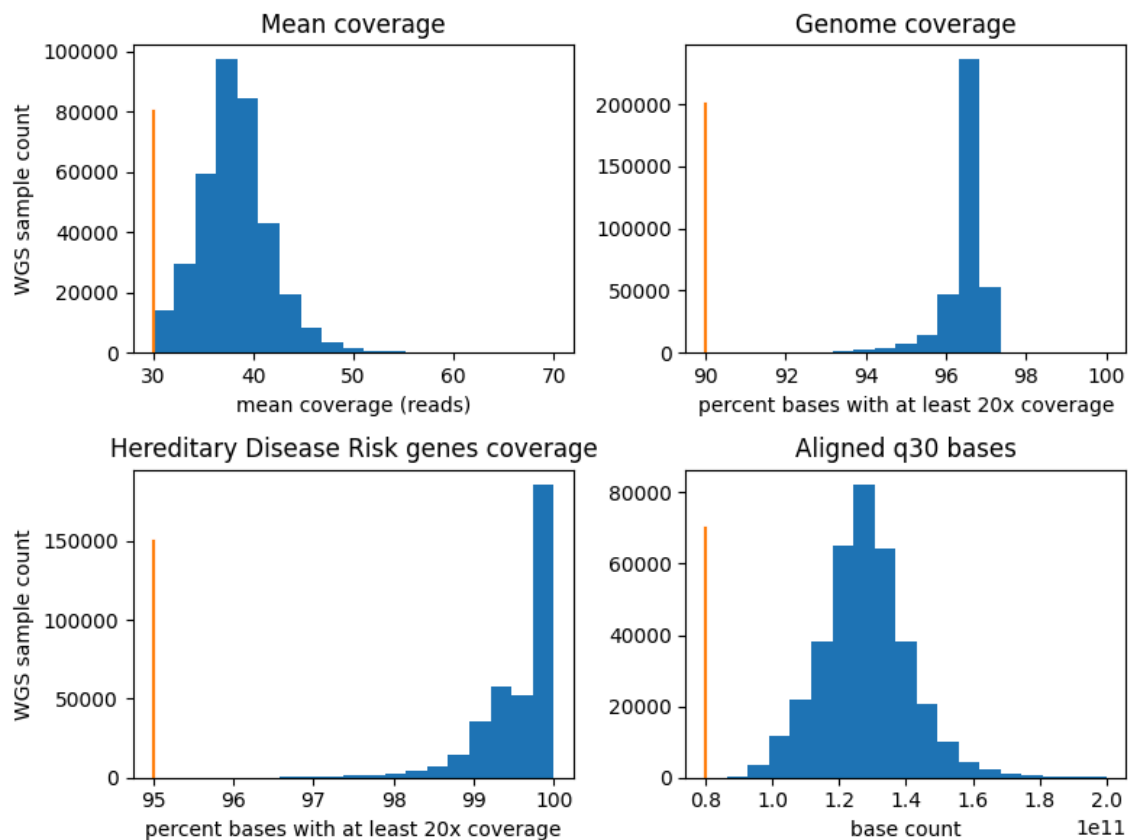 Mean coverage
100000
80000
60000
40000
20000
0
WGS sample count
30 40 50 60 70
mean coverage (reads)
Genome coverage
200000
150000
100000
50000
0
90 92 94 96 98 100
percent bases with at least 20x coverage
Hereditary Disease Risk genes coverage
150000
100000
50000
0
WGS sample count
95 96 97 98 99 100
percent bases with at least 20x coverage
Aligned q30 bases
80000
60000
40000
20000
0
0.8 1.0 1.2 1.4 1.6 1.8 2.0
1e11
base count